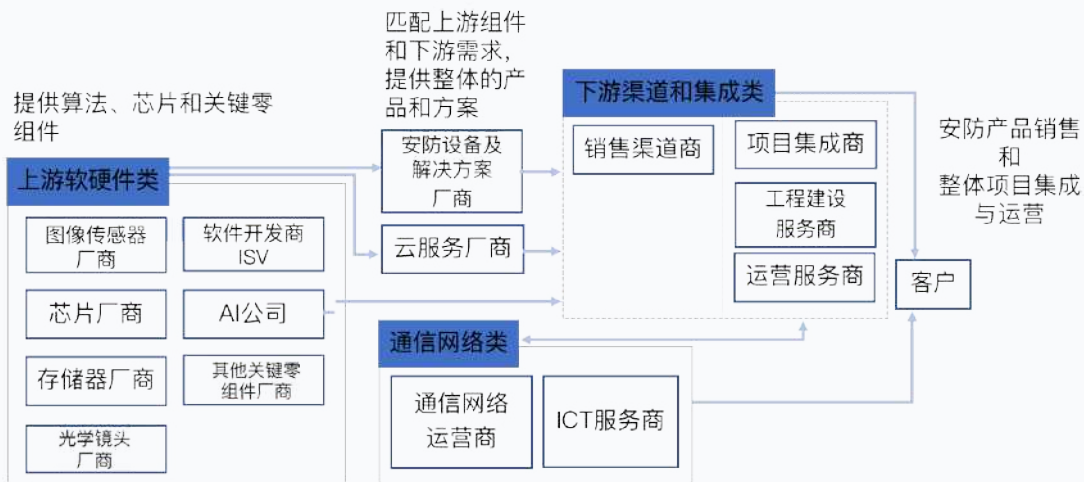 提供算法、芯片和关键零
组件
上游软硬件类
图像传感器
厂商
软件开发商
ISV
芯片厂商
AI公司
存储器厂商
其他关键零
组件厂商
光学镜头
厂商
匹配上游组件
和下游需求,
提供整体的产
品和方案
安防设备及
解决方案
厂商
云服务厂商
下游渠道和集成类
销售渠道商
项目集成商
工程建设
服务商
运营服务商
通信网络类
通信网络
运营商
ICT服务商
安防产品销售
和
整体项目集成
与运营
客户